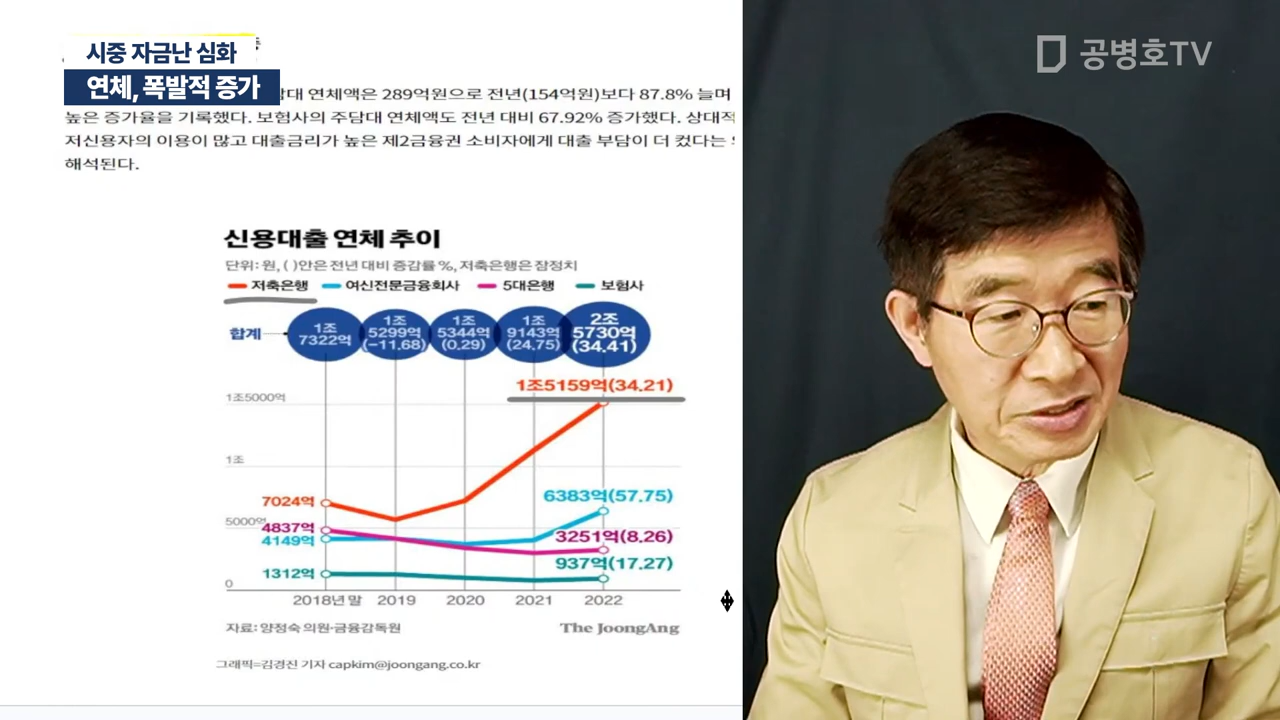 시중 자금난 심화
연체, 폭발적 증가
공병호TV
담대 연체액은 289억원으로 전년(154억원)보다 87.8% 늘며
높은 증가율을 기록했다. 보험사의 주담대 연체액도 전년 대비 67.92% 증가했다. 상대적
저신용자의 이용이 많고 대출금리가 높은 제2금융권 소비자에게 대출 부담이 더 컸다는
해석된다.
신용대출 연체 추이
단위: 원, ( )안은 전년 대비 증감률 %, 저축은행은 잠정치
저축은행 여신전문금융회사 5대은행 보험사
합계
1조
7322억
1조
5299억
(−11.68)
1조
5344억
(0.29)
1조
9143억
(24.75)
2조
5730억
(34.41)
1조5159억(34.21)
1조5000억
1조
7024억
6383억(57.75)
5000억
4837억
4149억
3251억(8.26)
937억(17.27)
1312억
0
2018년 말 2019 2020 2021 2022
자료: 양정숙 의원·금융감독원
The JoongAng
그래픽=김경진 기자 capkim@joongang.co.kr